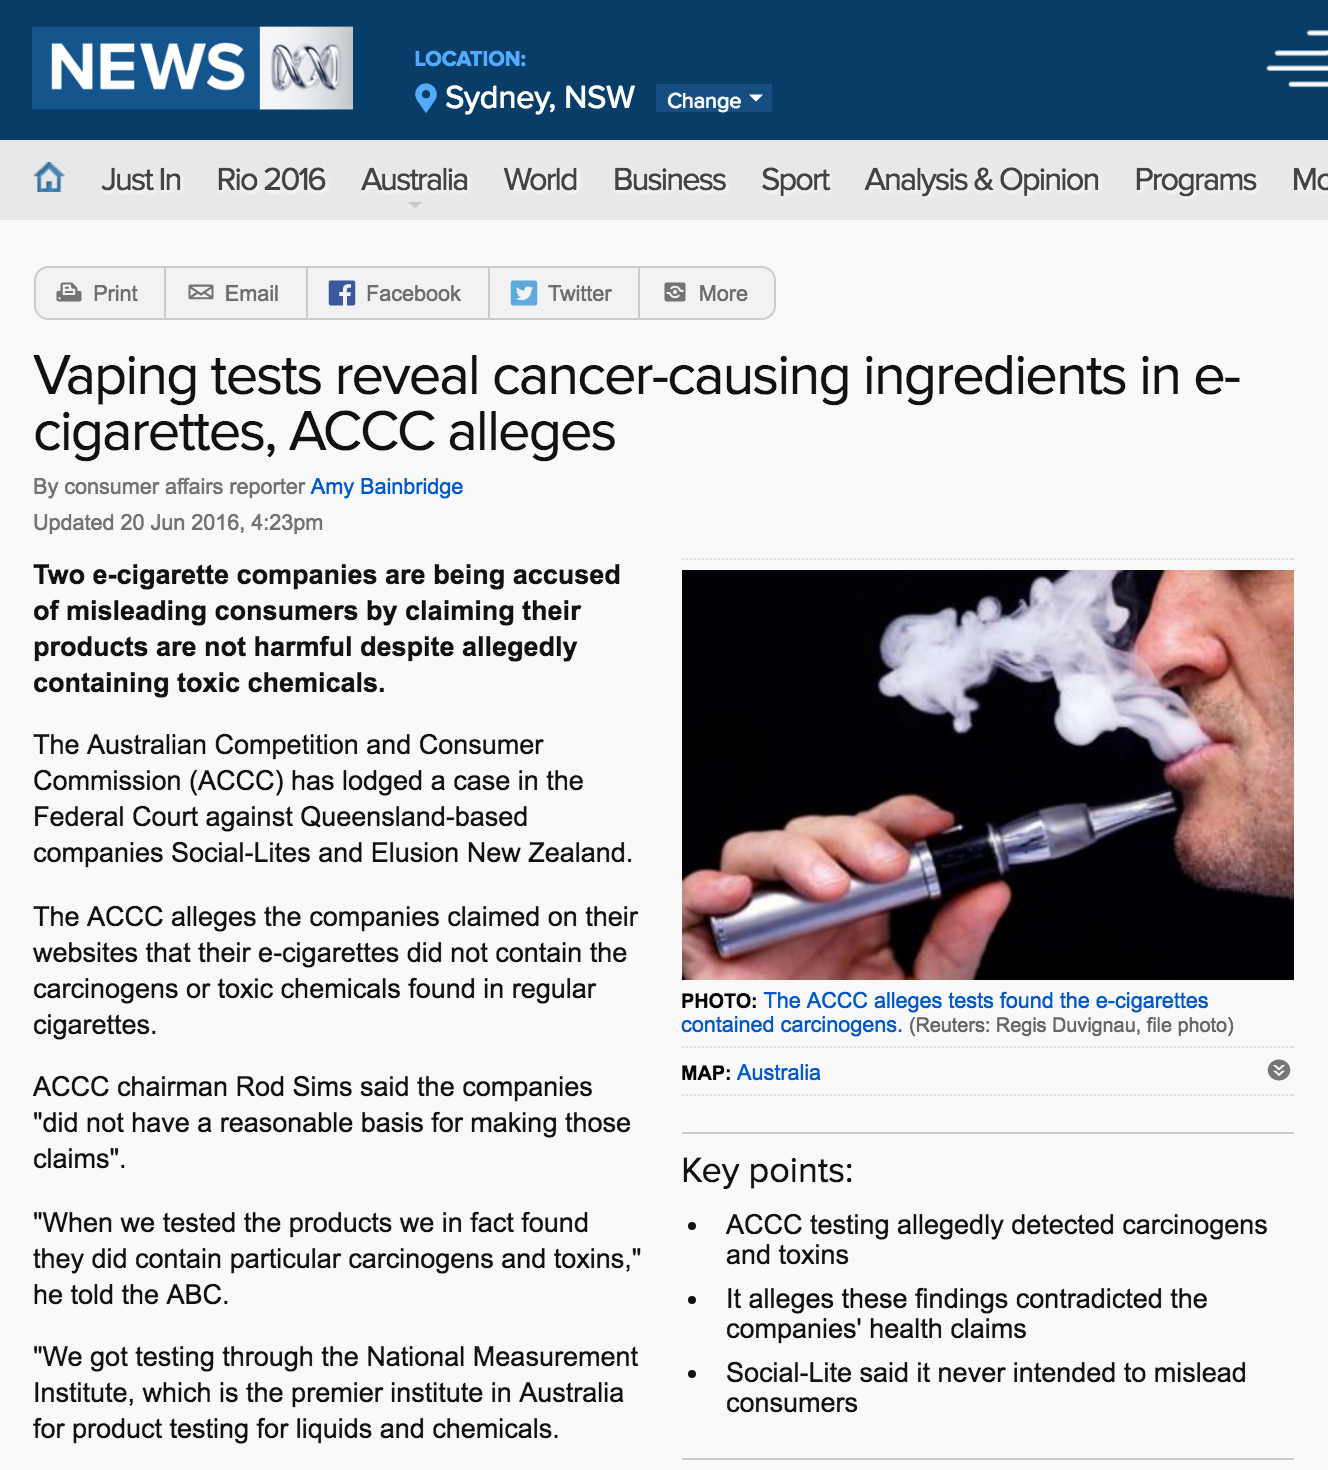 NEWS
LOCATION:
Sydney, NSW
Change
Just In
Rio 2016
Australia
World
Business
Sport
Analysis & Opinion
Programs
Print
Email
Facebook
Twitter
More
Vaping tests reveal cancer-causing ingredients in e-
cigarettes, ACCC alleges
By consumer affairs reporter Amy Bainbridge
Updated 20 Jun 2016, 4:23pm
Two e-cigarette companies are being accused
of misleading consumers by claiming their
products are not harmful despite allegedly
containing toxic chemicals.
The Australian Competition and Consumer
Commission (ACCC) has lodged a case in the
Federal Court against Queensland-based
companies Social-Lites and Elusion New Zealand.
The ACCC alleges the companies claimed on their
websites that their e-cigarettes did not contain the
carcinogens or toxic chemicals found in regular
cigarettes.
ACCC chairman Rod Sims said the companies
"did not have a reasonable basis for making those
claims".
"When we tested the products we in fact found
they did contain particular carcinogens and toxins,"
he told the ABC.
"We got testing through the National Measurement
Institute, which is the premier institute in Australia
for product testing for liquids and chemicals.
PHOTO: The ACCC alleges tests found the e-cigarettes
contained carcinogens. (Reuters: Regis Duvignau, file photo)
MAP: Australia
Key points:
• ACCC testing allegedly detected carcinogens
and toxins
• It alleges these findings contradicted the
companies' health claims
• Social-Lite said it never intended to mislead
consumers